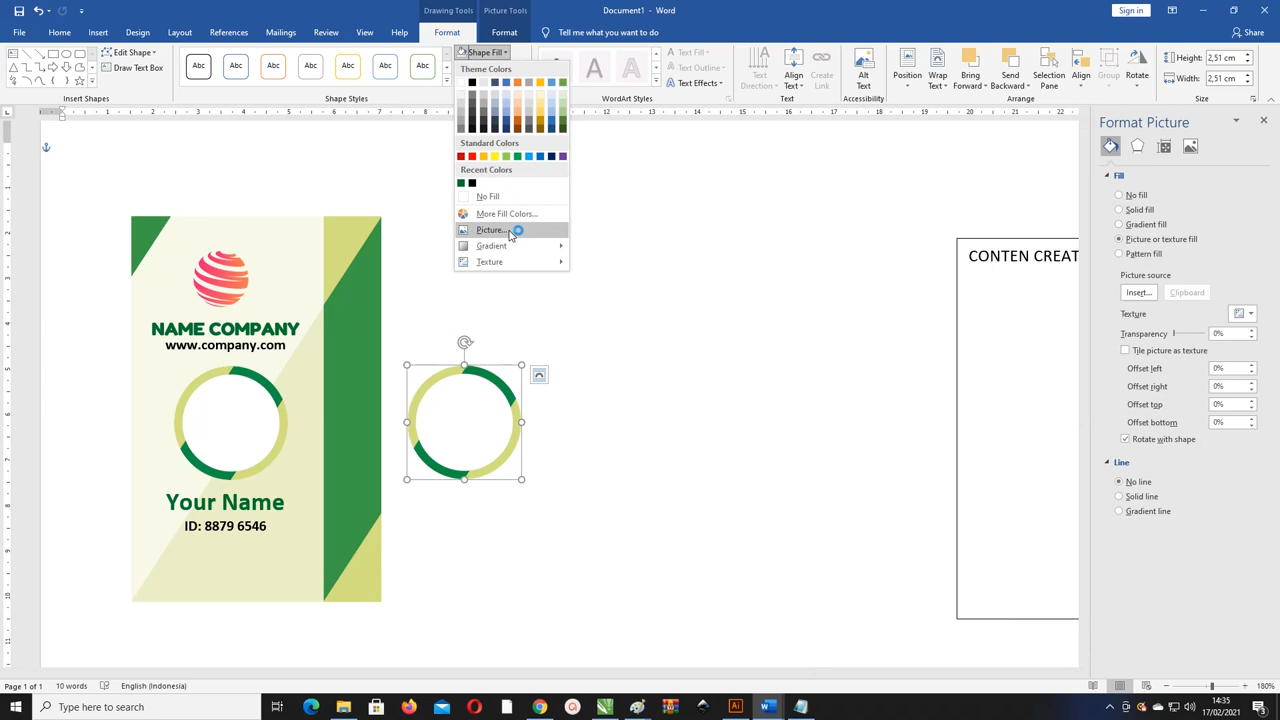 Drawing Tools Picture Tools
Document1 - Word
Sign in
File Home Insert Design Layout References Mailings Review View Help Format Format Tell me what you want to do Share
Edit Shape
Draw Text Box
Insert Shapes
Abc Abc Abc Abc Abc Abc Abc
Shape Styles
Shape Fill
A A A
WordArt Styles
Text Fill
Text Outline
Text Effects
Text Direction
Align Text
Create Link
Text
Alt Text
Accessibility
Position
Wrap Text
Bring Forward
Send Backward
Selection Pane
Align
Group
Rotate
Arrange
Height: 2,51 cm
Width: 2,51 cm
Size
Theme Colors
Standard Colors
Recent Colors
No Fill
More Fill Colors...
Picture...
Gradient
Texture
NAME COMPANY
www.company.com
Your Name
ID: 8879 6546
CONTEN CREAT
Format Picture
Fill
No fill
Solid fill
Gradient fill
Picture or texture fill
Pattern fill
Picture source
Insert... Clipboard
Texture
Transparency 0%
Tile picture as texture
Offset left 0%
Offset right 0%
Offset top 0%
Offset bottom 0%
Rotate with shape
Line
No line
Solid line
Gradient line
Page 1 of 1 10 words English (Indonesia) 180%
Type here to search
14:35
17/02/2021